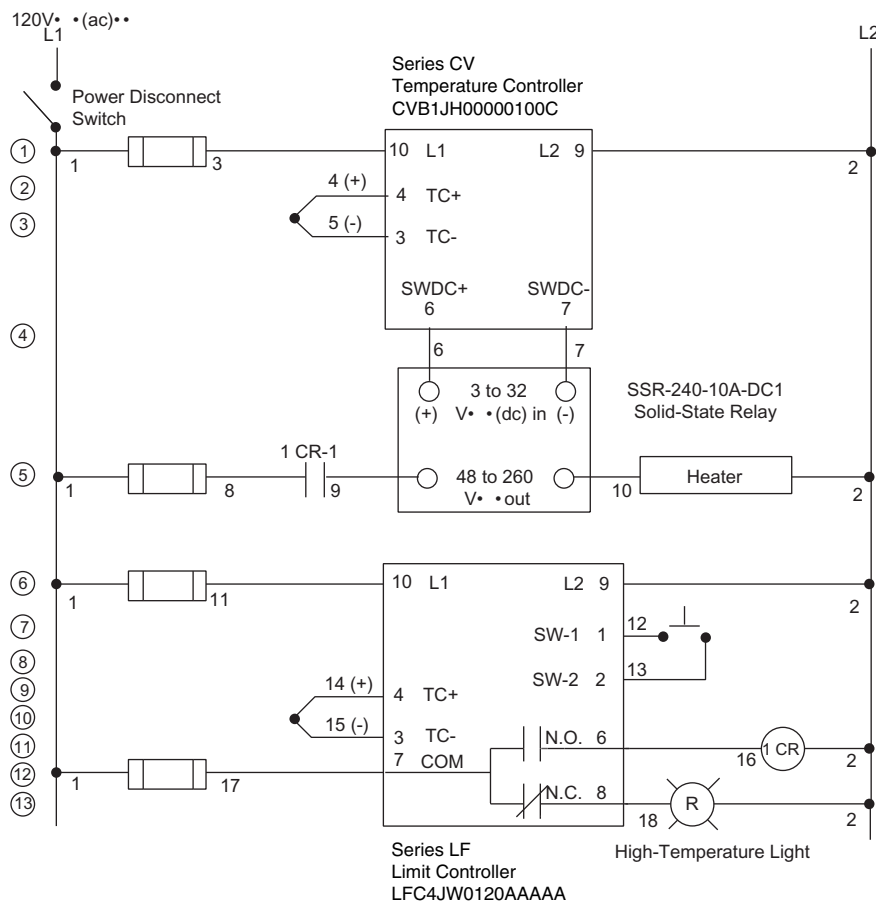 120V• •(ac)••
L1
L2
Power Disconnect
Switch
Series CV
Temperature Controller
CVB1JH00000100C
1
1
3
10 L1
L2 9
2
2
4 (+)
4 TC+
3
5 (-)
3 TC-
SWDC+
6
SWDC-
7
4
6
7
(+)
3 to 32
V• •(dc) in
(-)
SSR-240-10A-DC1
Solid-State Relay
5
1
8
1 CR-1
9
48 to 260
V• •out
10
Heater
2
6
1
11
10 L1
L2 9
2
7
SW-1 1
12
8
SW-2 2
13
9
14 (+)
4 TC+
10
15 (-)
3 TC-
11
N.O. 6
16
1 CR
2
12
1
17
7 COM
13
N.C. 8
18
R
2
High-Temperature Light
Series LF
Limit Controller
LFC4JW0120AAAAA